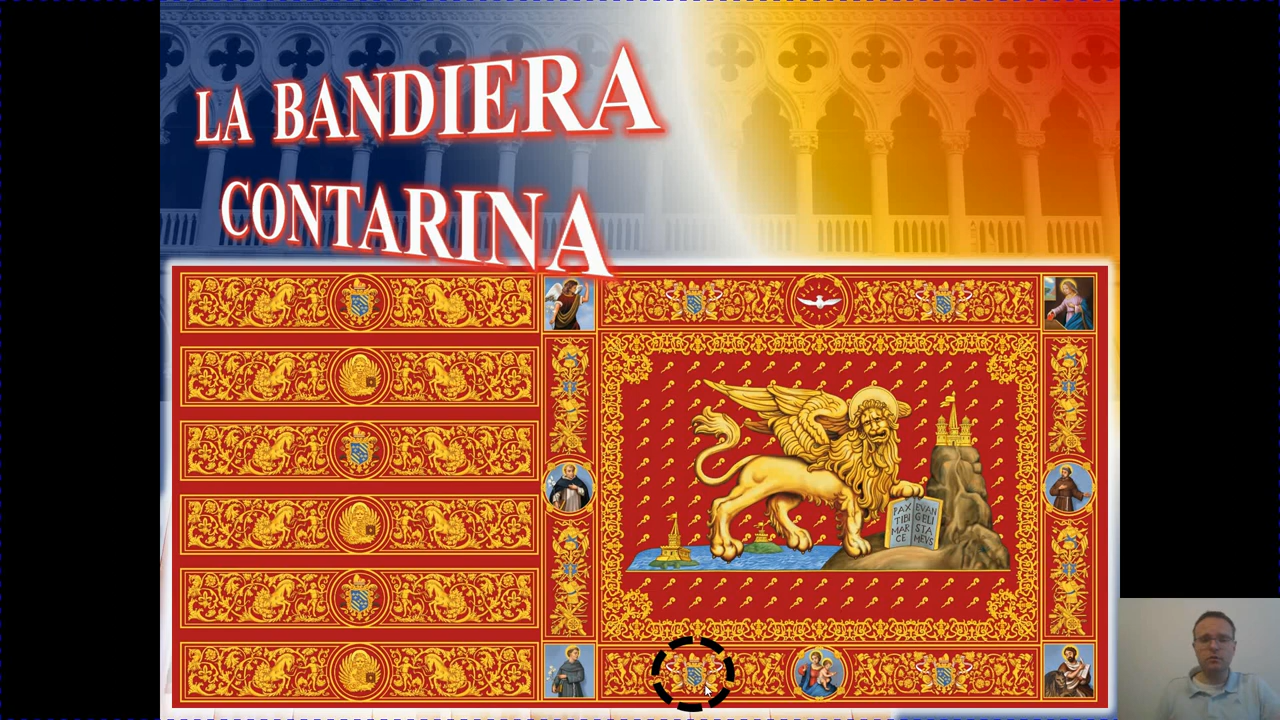 LA BANDIERA
CONTARINA
PAX EVAN
TIBI GELI
MAR STA
CE MEVS